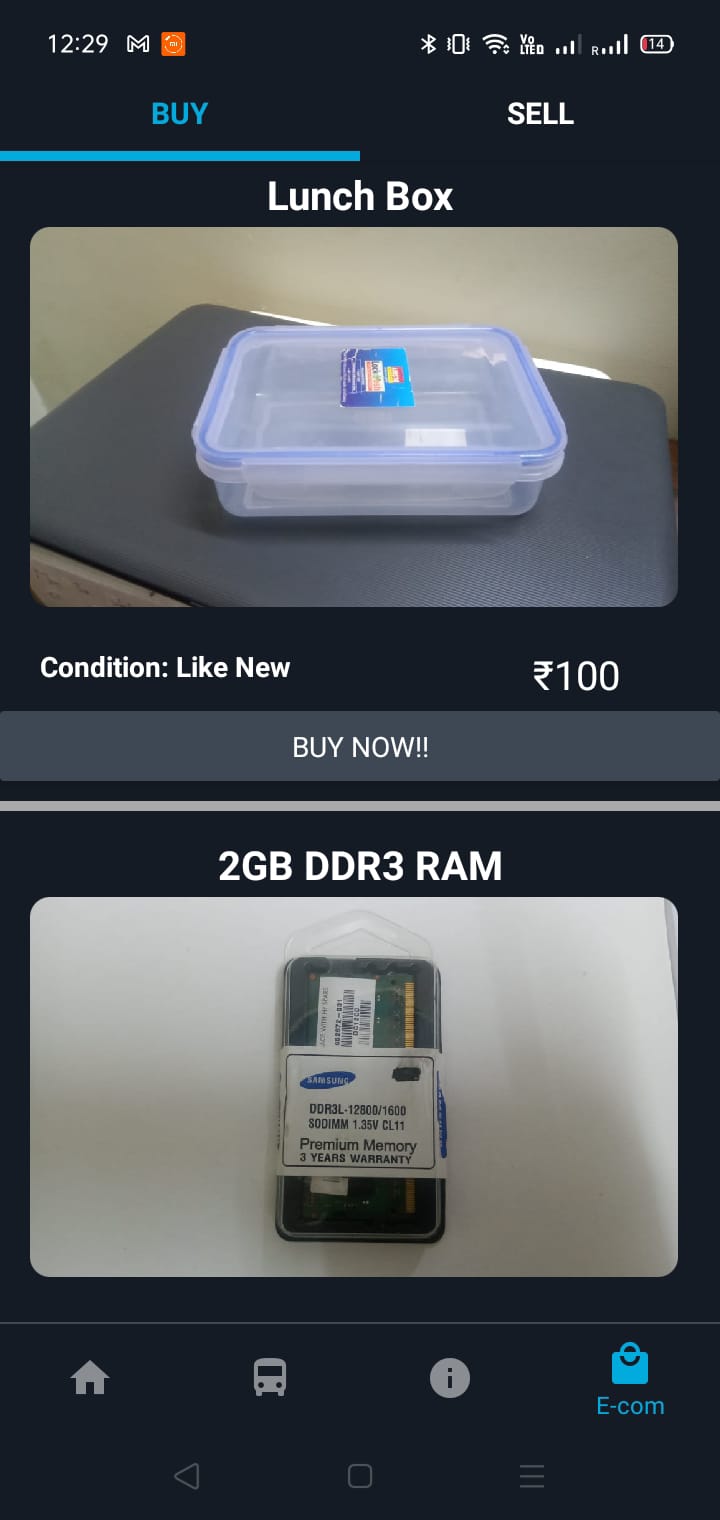 12:29
Vo
LTED
R
14
BUY
SELL
Lunch Box
Condition: Like New
₹100
BUY NOW!!
2GB DDR3 RAM
SAMSUNG
DDR3L-12800/1600
SODIMM 1.35V CL11
Premium Memory
3 YEARS WARRANTY
E-com